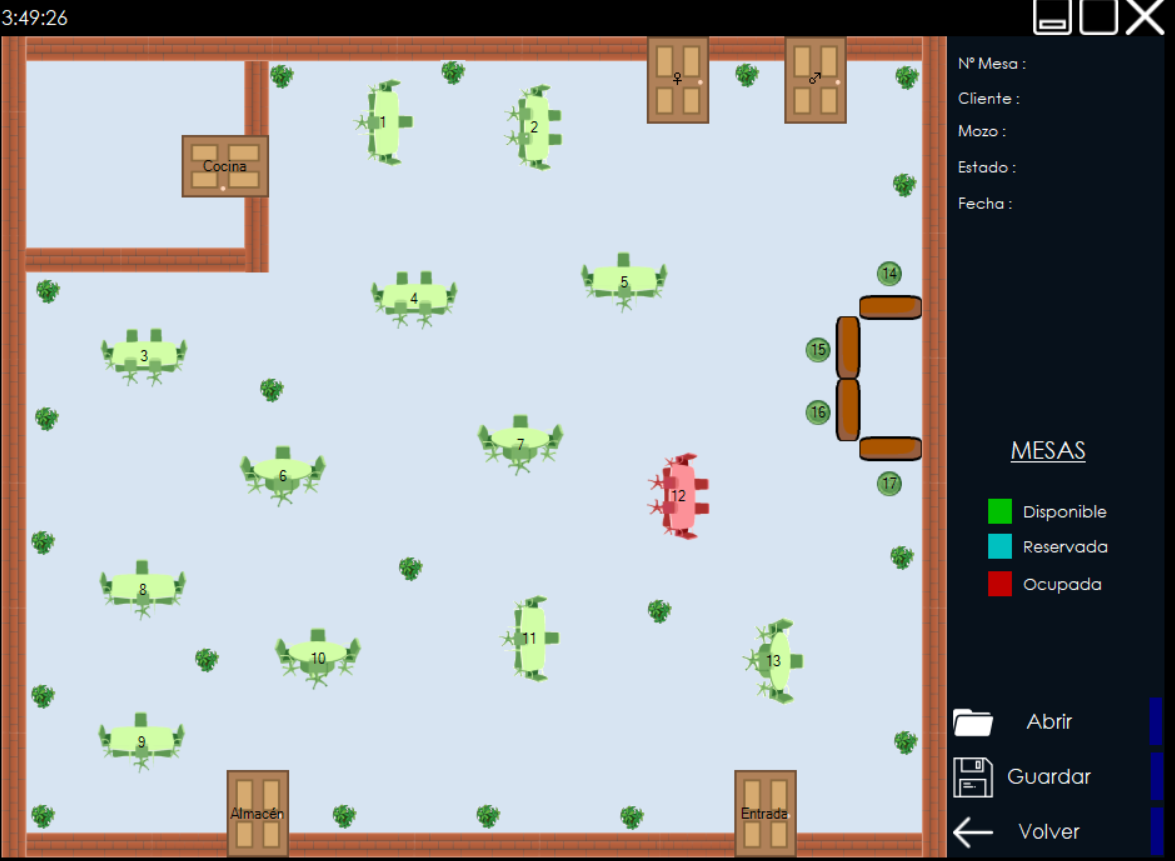 3:49:26
Nº Mesa :
Cliente :
Mozo :
Estado :
Fecha :
♀
♂
1
2
Cocina
14
5
4
15
3
16
7
6
12
17
MESAS
Disponible
Reservada
Ocupada
8
11
10
13
9
Abrir
Guardar
Volver
Almacén
Entrada